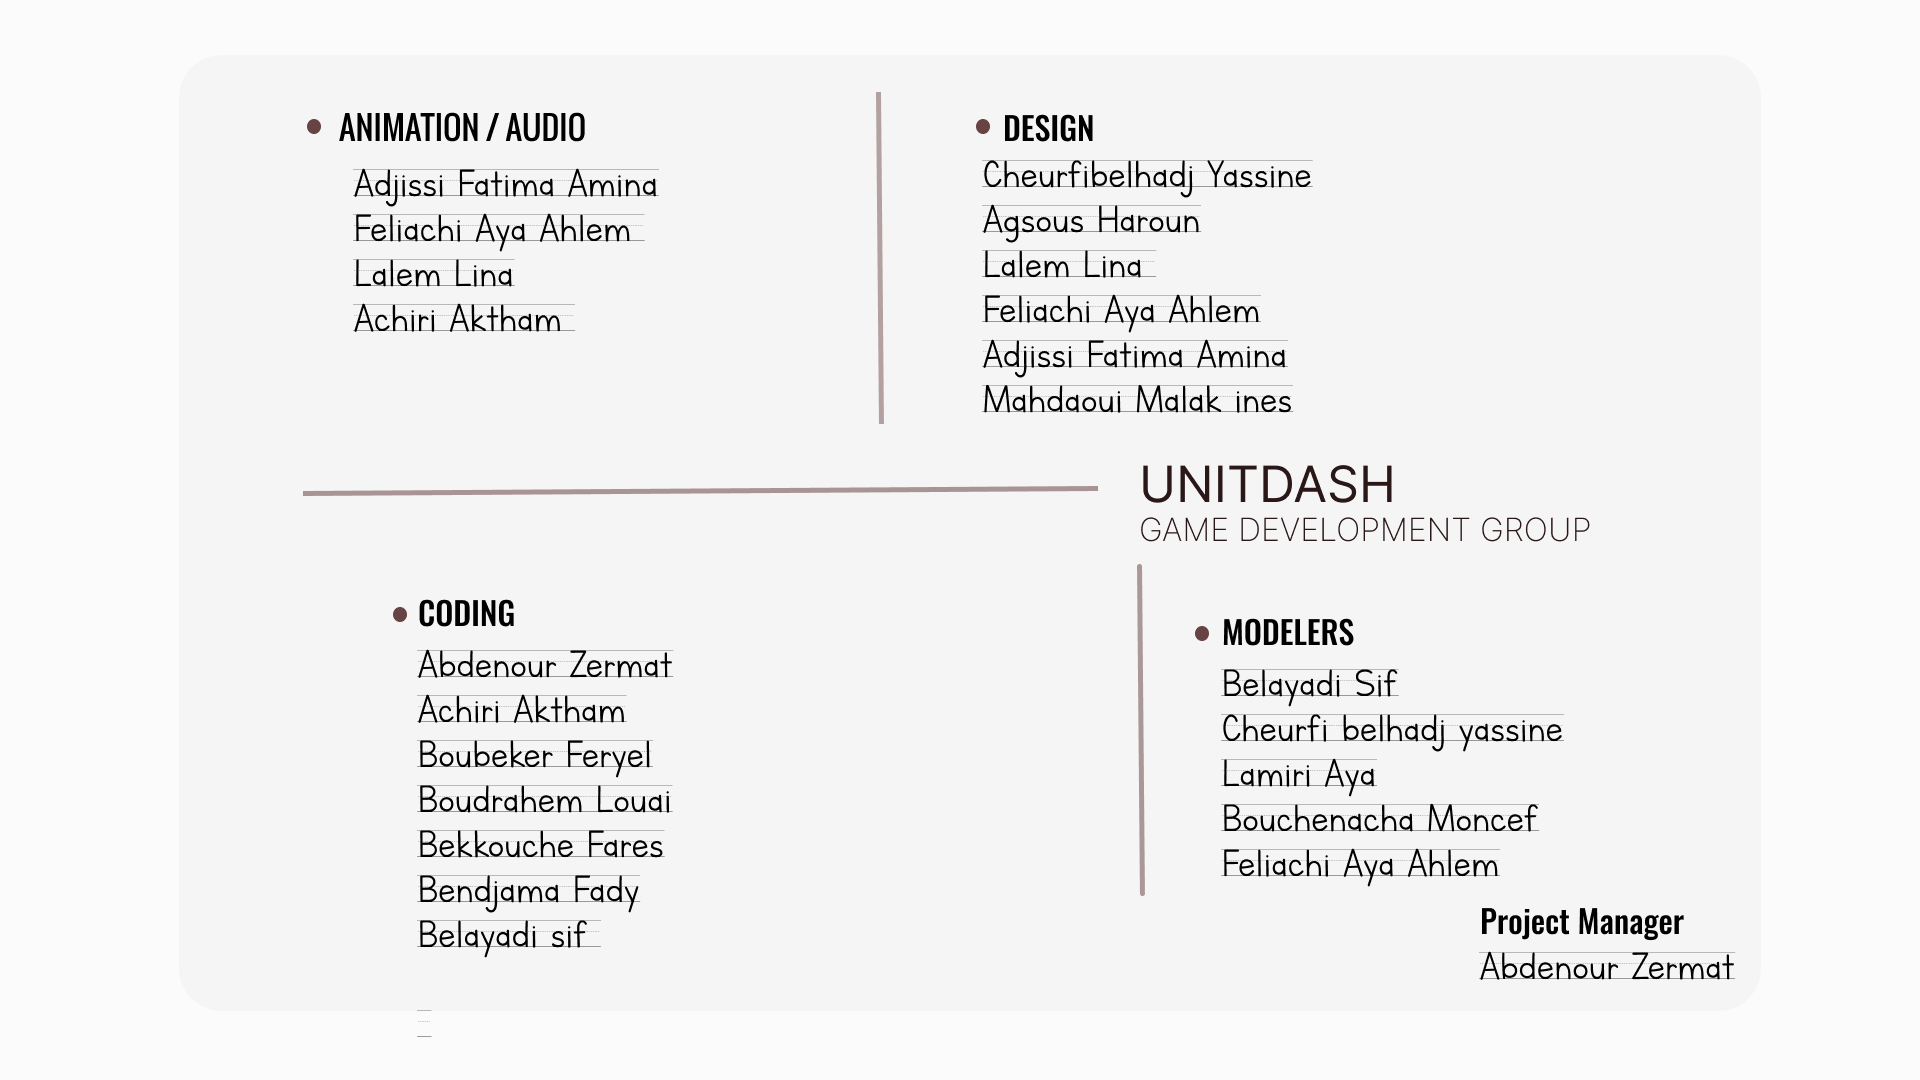 ANIMATION / AUDIO
Adjissi Fatima Amina
Feliachi Aya Ahlem
Lalem Lina
Achiri Aktham
DESIGN
Cheurfibelhadj Yassine
Agsous Haroun
Lalem Lina
Feliachi Aya Ahlem
Adjissi Fatima Amina
Mahdaoui Malak ines
UNITDASH
GAME DEVELOPMENT GROUP
CODING
Abdenour Zermat
Achiri Aktham
Boubeker Feryel
Boudrahem Louai
Bekkouche Fares
Bendjama Fady
Belayadi sif
MODELERS
Belayadi Sif
Cheurfi belhadj yassine
Lamiri Aya
Bouchenacha Moncef
Feliachi Aya Ahlem
Project Manager
Abdenour Zermat